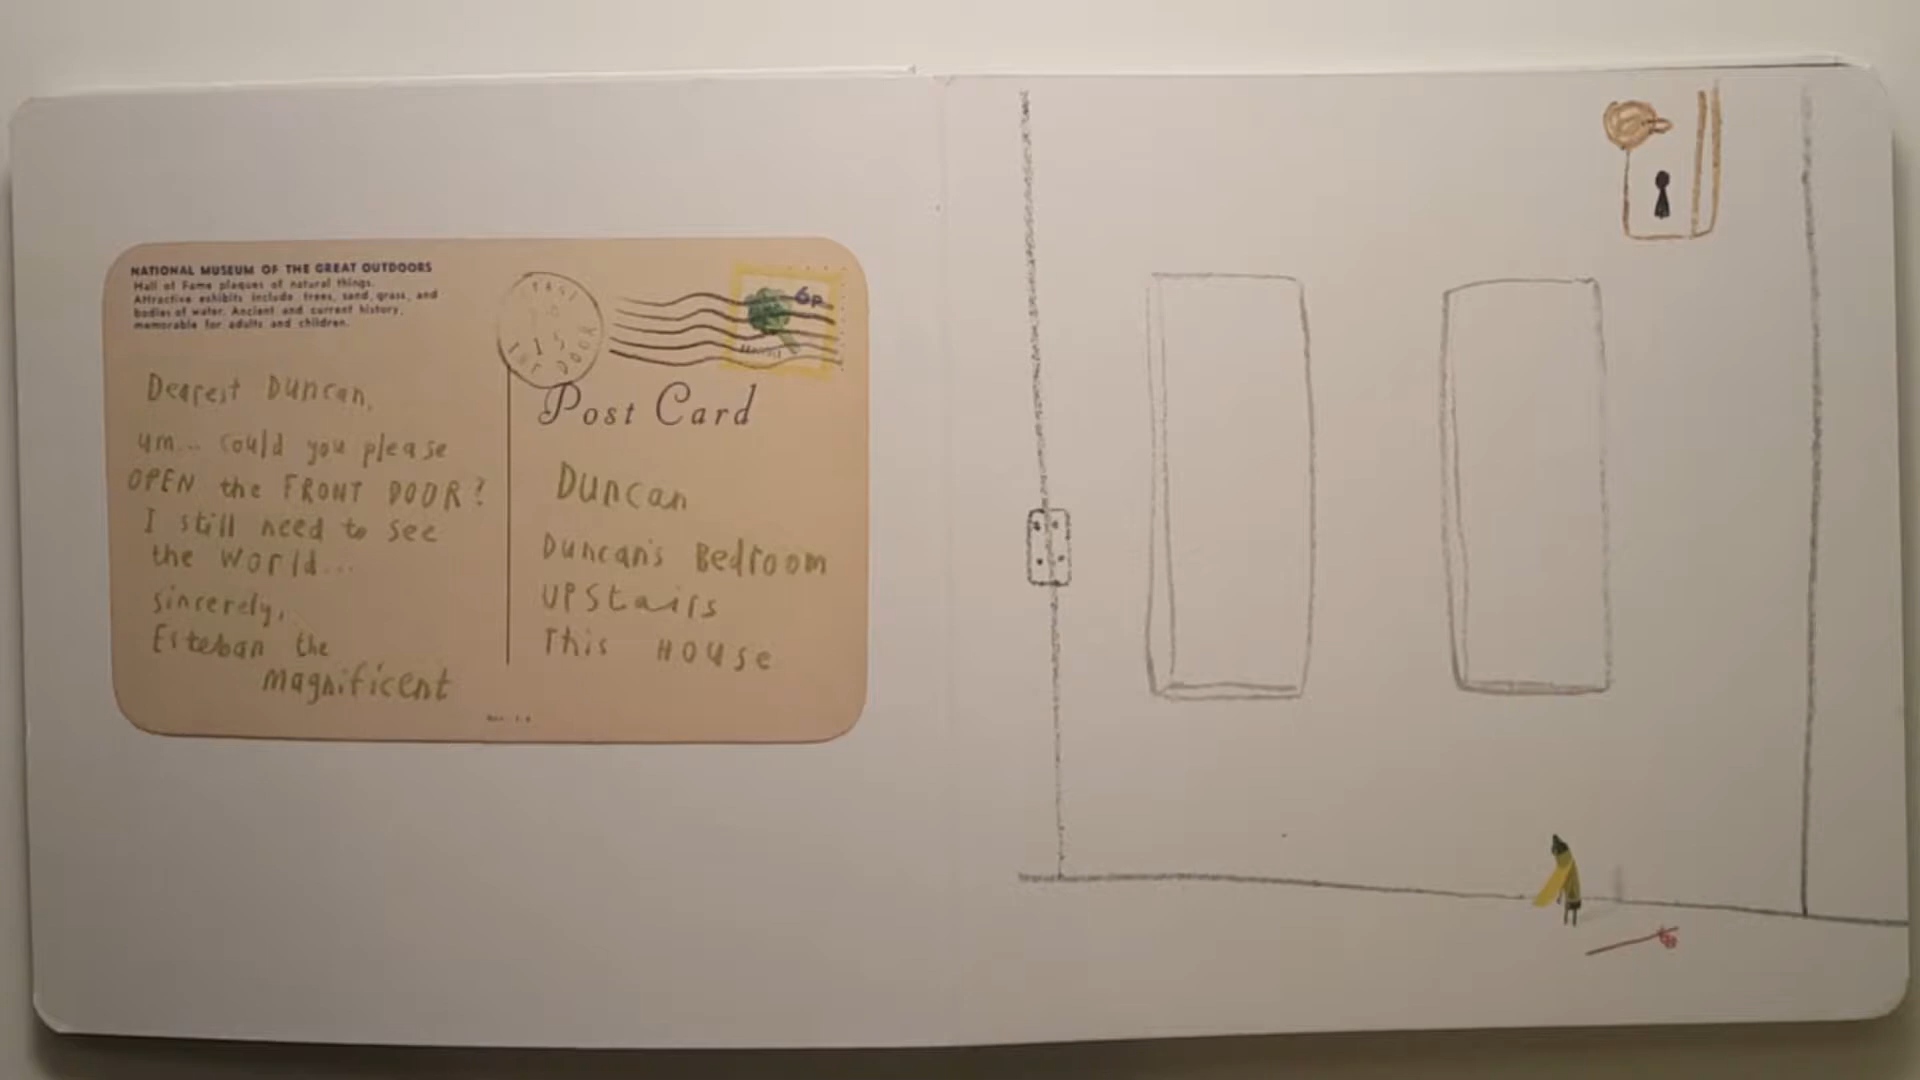 NATIONAL MUSEUM OF THE GREAT OUTDOORS
Hall of Fame plaques of natural things.
Attractive exhibits include trees, sand, grass, and
bodies of water. Ancient and current history,
memorable for adults and children.
6p
Post Card
Dearest Duncan,
um... could you please
OPEN the FRONT DOOR?
I still need to see
the World...
sincerely,
Esteban the
magnificent
Duncan
Duncan's Bedroom
UPStairs
This HOUSE